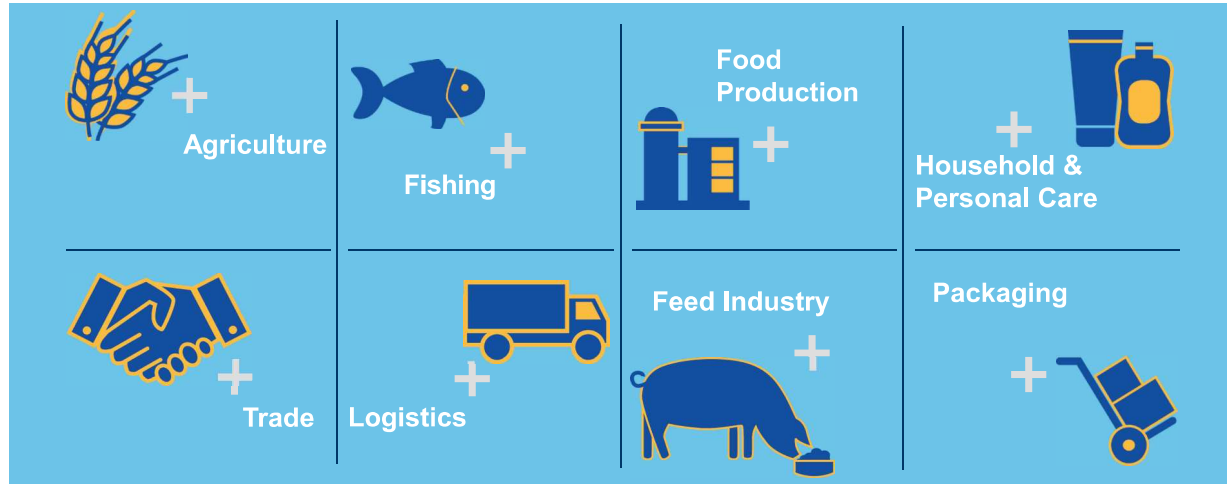 Agriculture
Fishing
Food
Production
Household &
Personal Care
Trade
Logistics
Feed Industry
Packaging